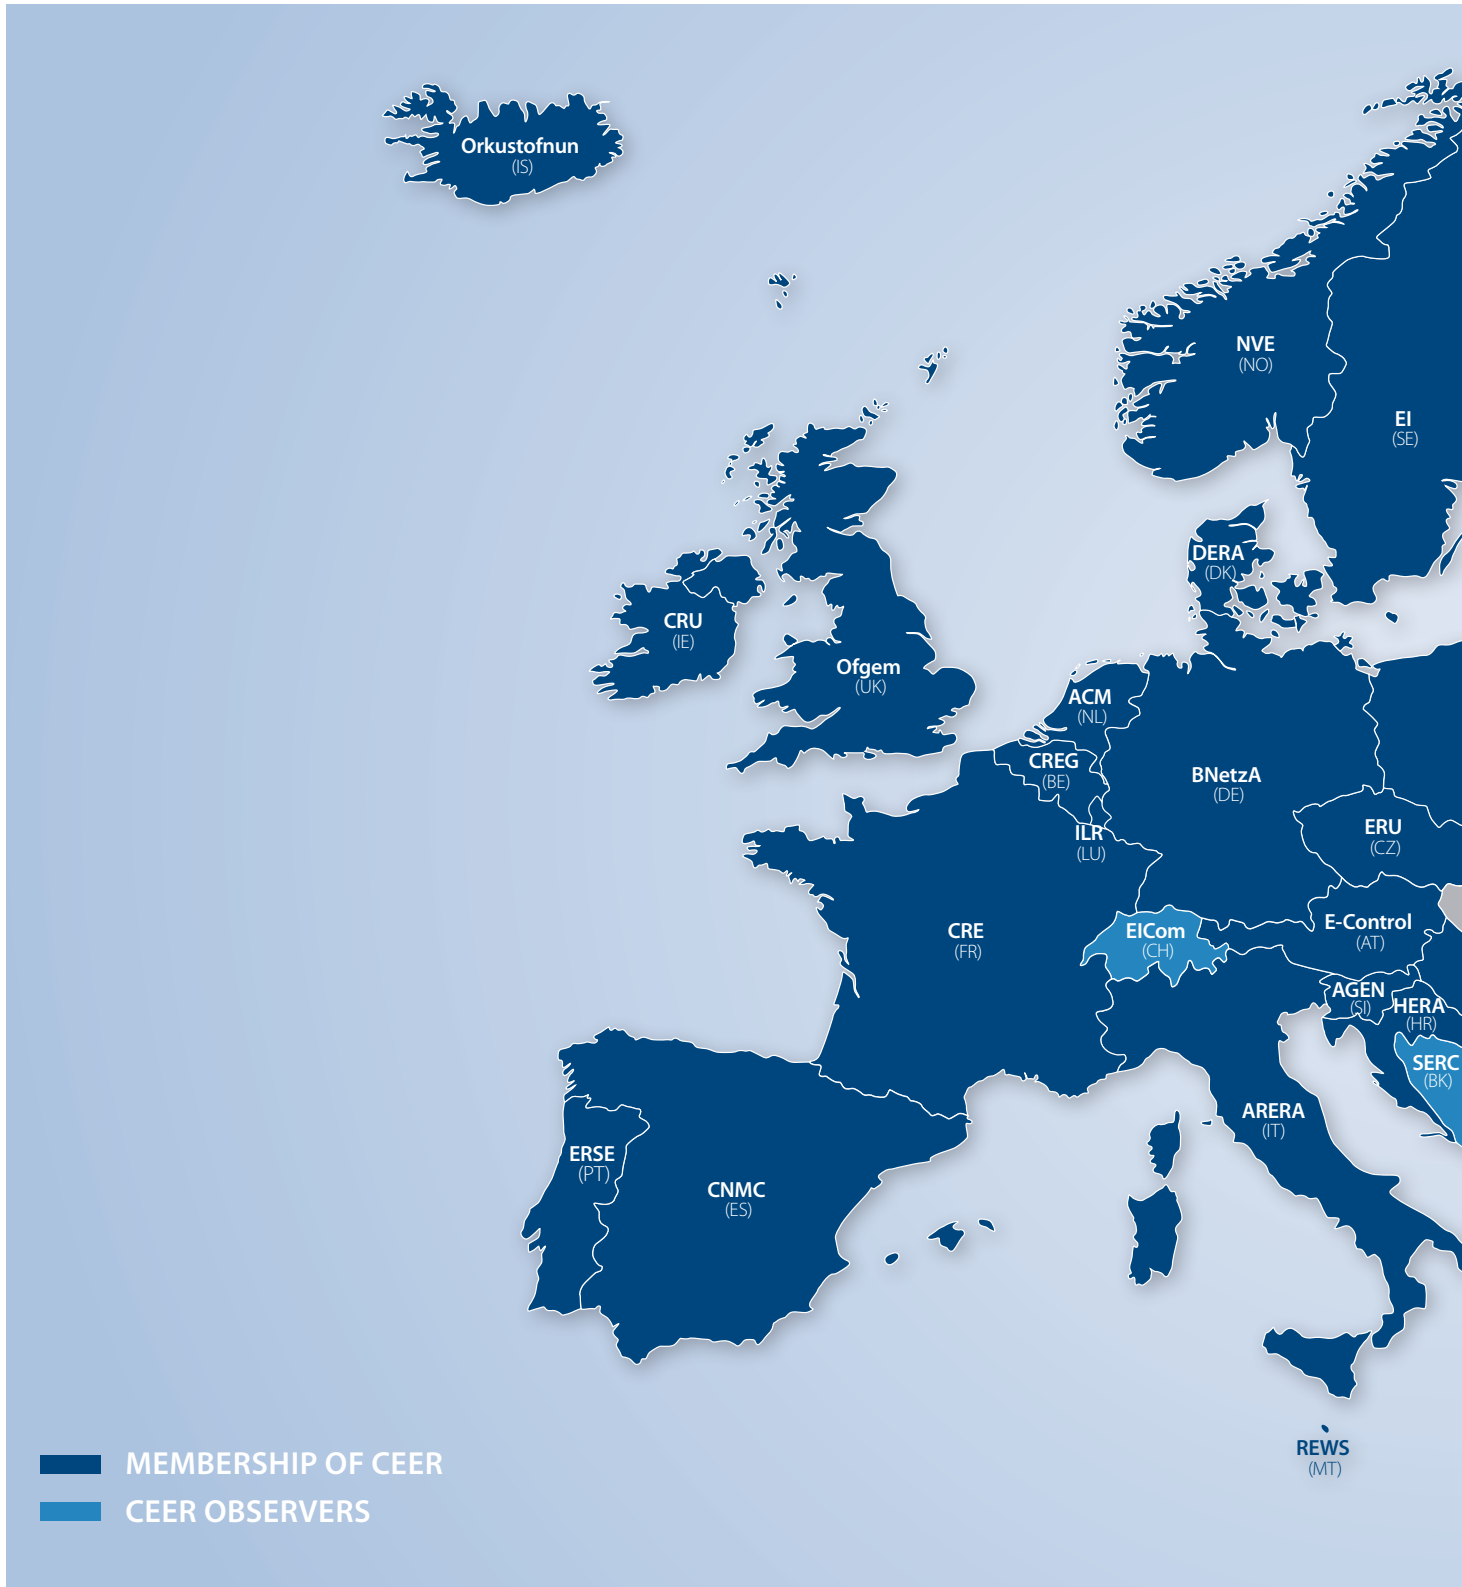 Orkustofnun
(IS)
NVE
(NO)
EI
(SE)
DERA
(DK)
CRU
(IE)
Ofgem
(UK)
ACM
(NL)
CREG
(BE)
BNetzA
(DE)
ILR
(LU)
ERU
(CZ)
CRE
(FR)
ElCom
(CH)
E-Control
(AT)
AGEN
(SI)
HERA
(HR)
SERC
(BK)
ARERA
(IT)
ERSE
(PT)
CNMC
(ES)
REWS
(MT)
MEMBERSHIP OF CEER
CEER OBSERVERS